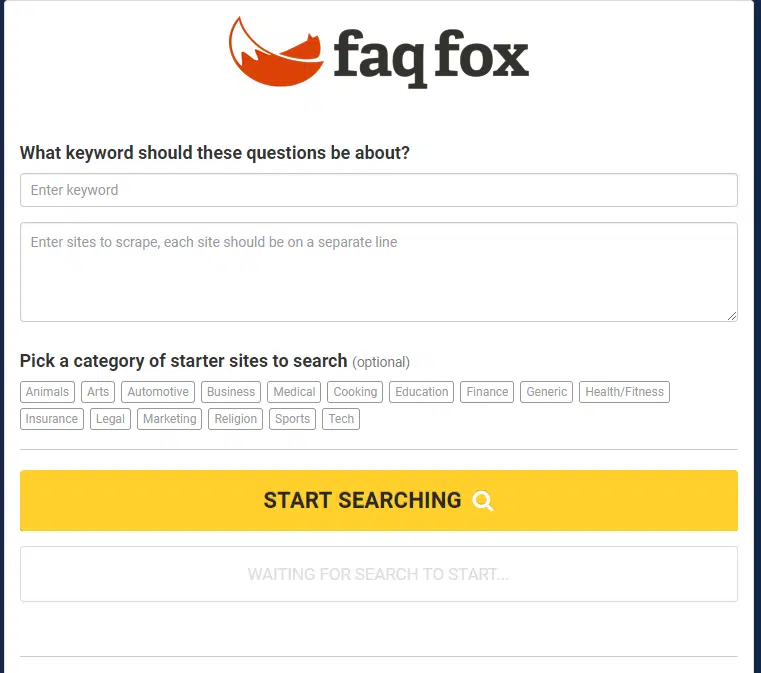 faqfox
What keyword should these questions be about?
Enter keyword
Enter sites to scrape, each site should be on a separate line
Pick a category of starter sites to search (optional)
Animals Arts Automotive Business Medical Cooking Education Finance Generic Health/Fitness
Insurance Legal Marketing Religion Sports Tech
START SEARCHING
WAITING FOR SEARCH TO START...